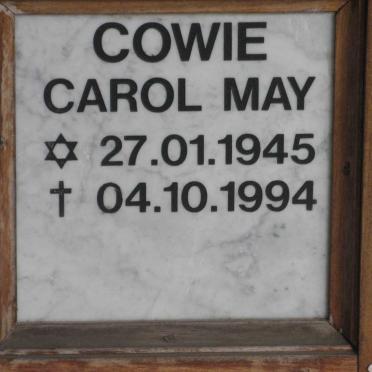 COWIE
CAROL MAY
✡ 27.01.1945
† 04.10.1994